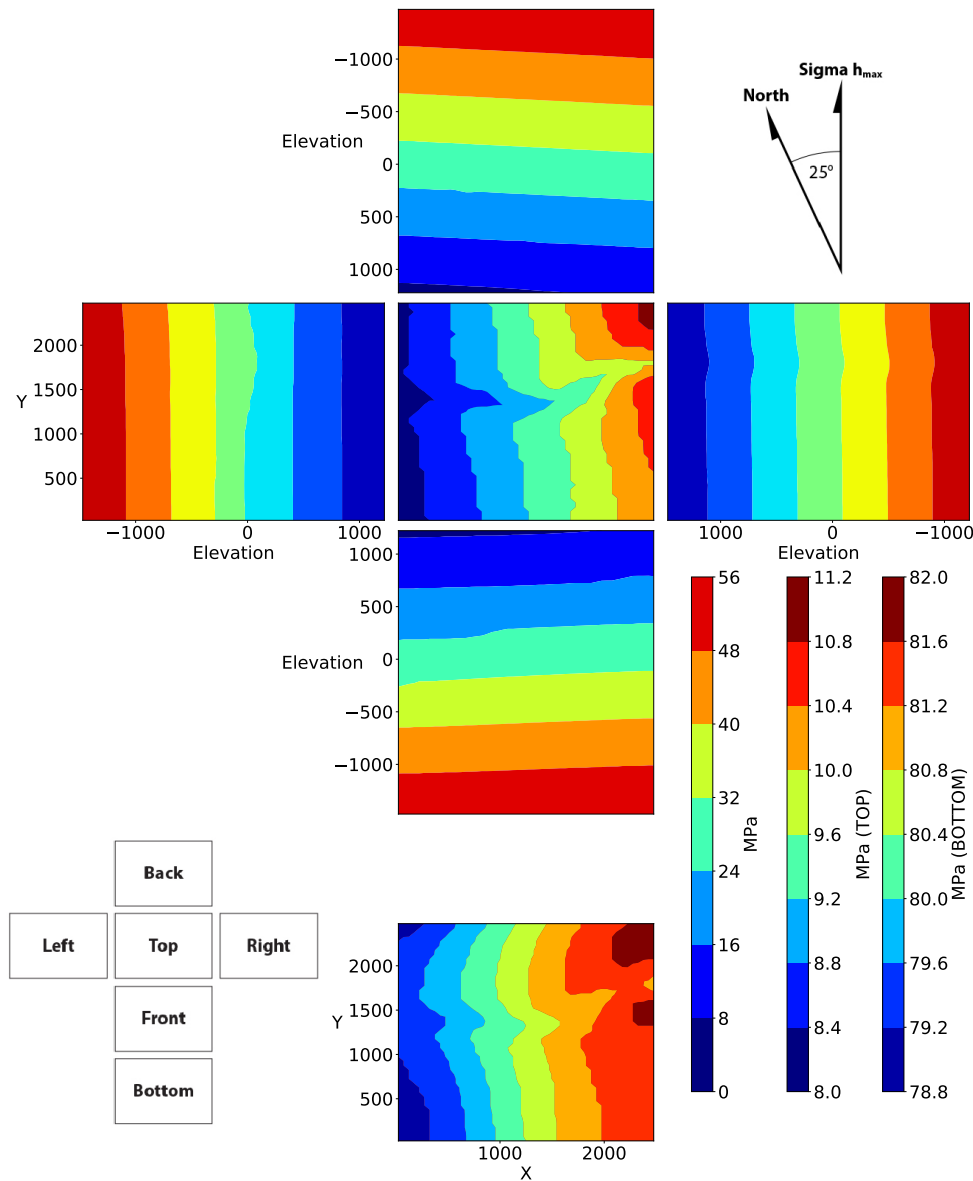 −1000
−500
Elevation
0
500
1000
Sigma hmax
North
25o
2000
1500
Y
1000
500
−1000 0 1000
Elevation
1000 0 −1000
Elevation
1000
500
Elevation 0
−500
−1000
56
48
40
32
24
16
8
0
MPa
11.2
10.8
10.4
10.0
9.6
9.2
8.8
8.4
8.0
MPa (TOP)
82.0
81.6
81.2
80.8
80.4
80.0
79.6
79.2
78.8
MPa (BOTTOM)
Back
Left Top Right
Front
Bottom
2000
1500
Y
1000
500
1000 2000
X